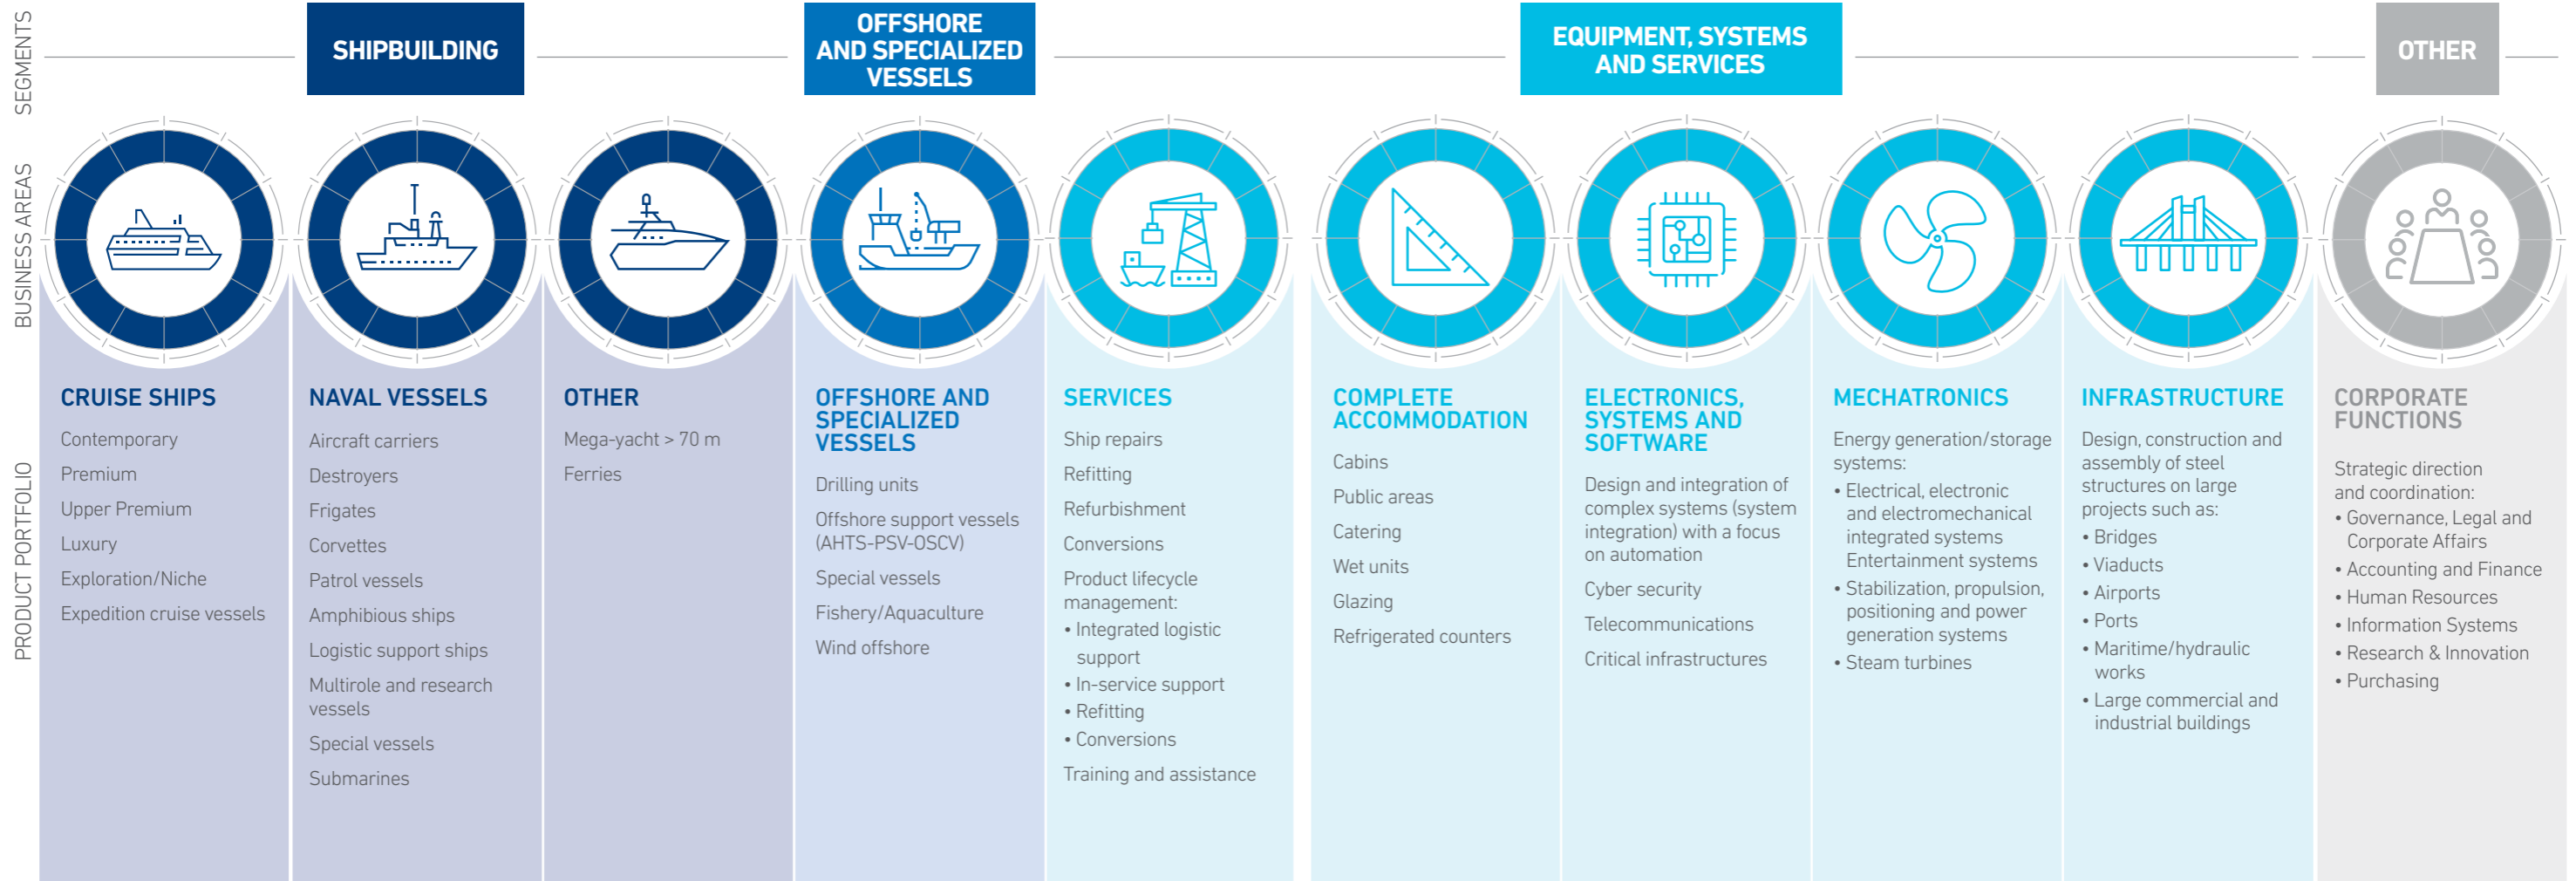 SEGMENTS
SHIPBUILDING
OFFSHORE
AND SPECIALIZED
VESSELS
EQUIPMENT, SYSTEMS
AND SERVICES
OTHER
BUSINESS AREAS
PRODUCT PORTFOLIO
CRUISE SHIPS
Contemporary
Premium
Upper Premium
Luxury
Exploration/Niche
Expedition cruise vessels
NAVAL VESSELS
Aircraft carriers
Destroyers
Frigates
Corvettes
Patrol vessels
Amphibious ships
Logistic support ships
Multirole and research
vessels
Special vessels
Submarines
OTHER
Mega-yacht > 70 m
Ferries
OFFSHORE AND
SPECIALIZED
VESSELS
Drilling units
Offshore support vessels
(AHTS-PSV-OSCV)
Special vessels
Fishery/Aquaculture
Wind offshore
SERVICES
Ship repairs
Refitting
Refurbishment
Conversions
Product lifecycle
management:
• Integrated logistic
support
• In-service support
• Refitting
• Conversions
Training and assistance
COMPLETE
ACCOMMODATION
Cabins
Public areas
Catering
Wet units
Glazing
Refrigerated counters
ELECTRONICS,
SYSTEMS AND
SOFTWARE
Design and integration of
complex systems (system
integration) with a focus
on automation
Cyber security
Telecommunications
Critical infrastructures
MECHATRONICS
Energy generation/storage
systems:
• Electrical, electronic
and electromechanical
integrated systems
Entertainment systems
• Stabilization, propulsion,
positioning and power
generation systems
• Steam turbines
INFRASTRUCTURE
Design, construction and
assembly of steel
structures on large
projects such as:
• Bridges
• Viaducts
• Airports
• Ports
• Maritime/hydraulic
works
• Large commercial and
industrial buildings
CORPORATE
FUNCTIONS
Strategic direction
and coordination:
• Governance, Legal and
Corporate Affairs
• Accounting and Finance
• Human Resources
• Information Systems
• Research & Innovation
• Purchasing